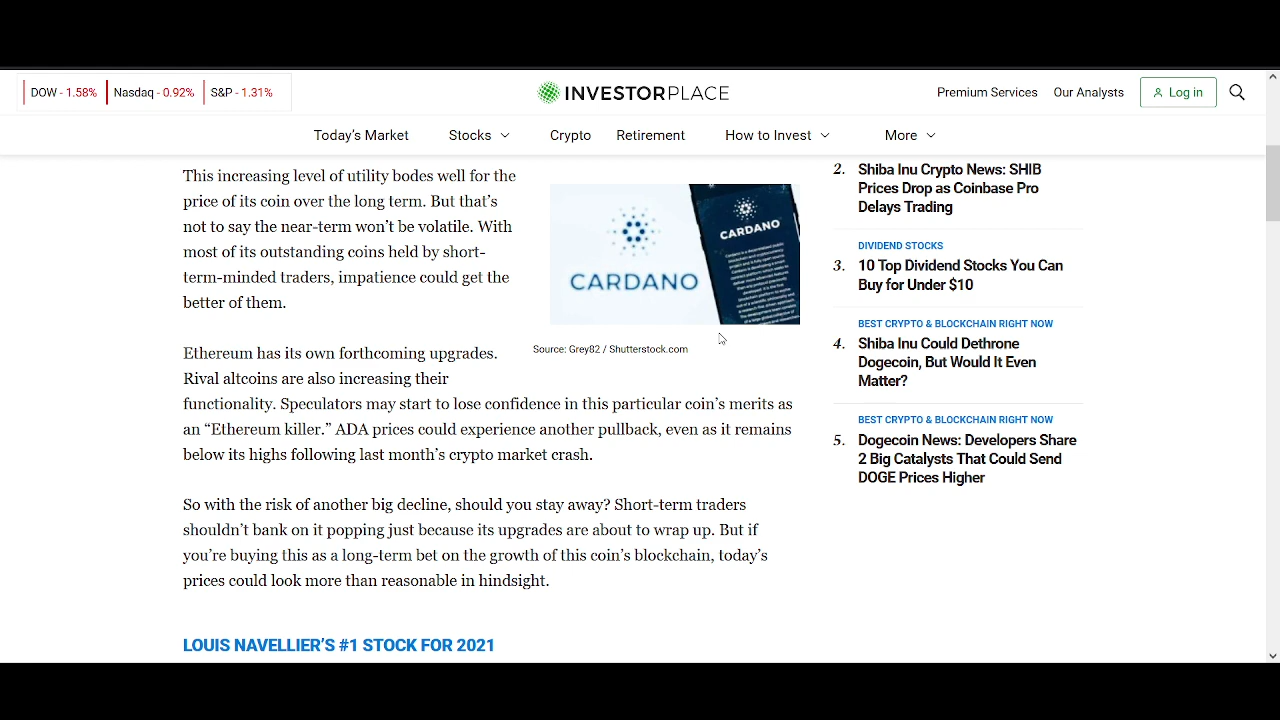 DOW - 1.58% Nasdaq - 0.92% S&P - 1.31%
INVESTORPLACE
Premium Services Our Analysts Log in
Today's Market Stocks Crypto Retirement How to Invest More
This increasing level of utility bodes well for the
price of its coin over the long term. But that's
not to say the near-term won't be volatile. With
most of its outstanding coins held by short-
term-minded traders, impatience could get the
better of them.
CARDANO
CARDANO
Source: Grey82 / Shutterstock.com
Ethereum has its own forthcoming upgrades.
Rival altcoins are also increasing their
functionality. Speculators may start to lose confidence in this particular coin's merits as
an “Ethereum killer.” ADA prices could experience another pullback, even as it remains
below its highs following last month's crypto market crash.
So with the risk of another big decline, should you stay away? Short-term traders
shouldn't bank on it popping just because its upgrades are about to wrap up. But if
you're buying this as a long-term bet on the growth of this coin's blockchain, today's
prices could look more than reasonable in hindsight.
LOUIS NAVELLIER'S #1 STOCK FOR 2021
2. Shiba Inu Crypto News: SHIB
Prices Drop as Coinbase Pro
Delays Trading
DIVIDEND STOCKS
3. 10 Top Dividend Stocks You Can
Buy for Under $10
BEST CRYPTO & BLOCKCHAIN RIGHT NOW
4. Shiba Inu Could Dethrone
Dogecoin, But Would It Even
Matter?
BEST CRYPTO & BLOCKCHAIN RIGHT NOW
5. Dogecoin News: Developers Share
2 Big Catalysts That Could Send
DOGE Prices Higher